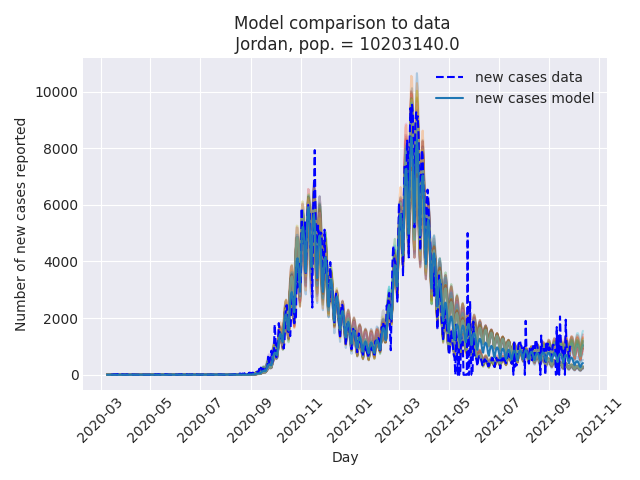 Model comparison to data
Jordan, pop. = 10203140.0
new cases data
new cases model
Number of new cases reported
10000
8000
6000
4000
2000
0
2020-03
2020-05
2020-07
2020-09
2020-11
2021-01
2021-03
2021-05
2021-07
2021-09
2021-11
Day